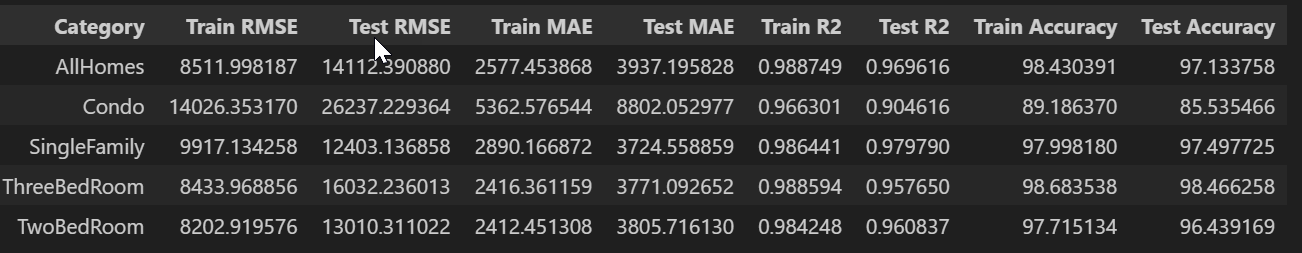 Category Train RMSE Test RMSE Train MAE Test MAE Train R2 Test R2 Train Accuracy Test Accuracy
AllHomes 8511.998187 14112.390880 2577.453868 3937.195828 0.988749 0.969616 98.430391 97.133758
Condo 14026.353170 26237.229364 5362.576544 8802.052977 0.966301 0.904616 89.186370 85.535466
SingleFamily 9917.134258 12403.136858 2890.166872 3724.558859 0.986441 0.979790 97.998180 97.497725
ThreeBedRoom 8433.968856 16032.236013 2416.361159 3771.092652 0.988594 0.957650 98.683538 98.466258
TwoBedRoom 8202.919576 13010.311022 2412.451308 3805.716130 0.984248 0.960837 97.715134 96.439169